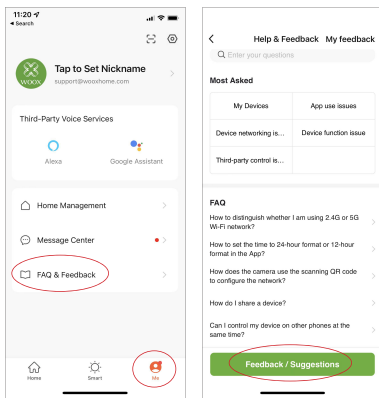 11:20
Search
WOOX
Tap to Set Nickname
support@wooxhome.com
Third-Party Voice Services
Alexa
Google Assistant
Home Management
Message Center
FAQ & Feedback
Home
Smart
Me
Help & Feedback
My feedback
Enter your questions
Most Asked
My Devices
App use issues
Device networking is...
Device function issue
Third-party control is...
FAQ
How to distinguish whether I am using 2.4G or 5G
Wi-Fi network?
How to set the time to 24-hour format or 12-hour
format in the App?
How does the camera use the scanning QR code
to configure the network?
How do I share a device?
Can I control my device on other phones at the
same time?
Feedback / Suggestions